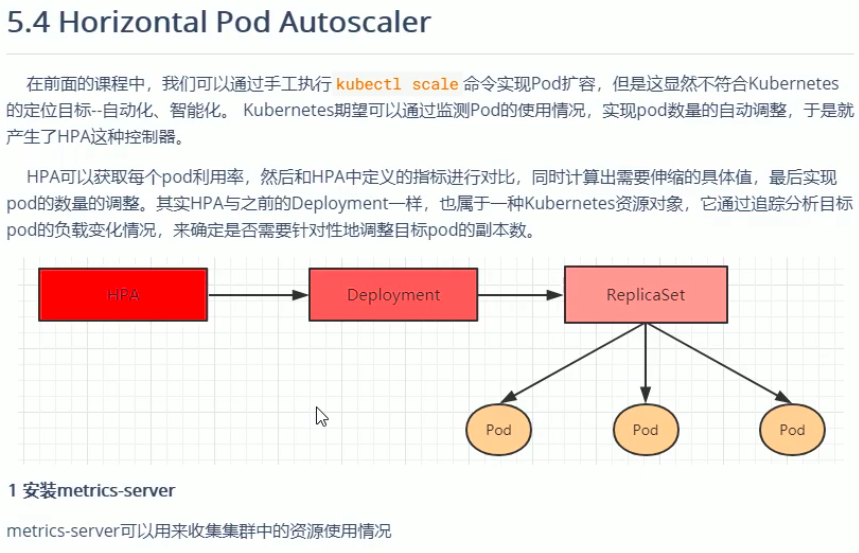 5.4 Horizontal Pod Autoscaler
在前面的课程中，我们可以通过手工执行 kubectl scale 命令实现Pod扩容，但是这显然不符合Kubernetes
的定位目标--自动化、智能化。 Kubernetes期望可以通过监测Pod的使用情况，实现pod数量的自动调整，于是就
产生了HPA这种控制器。
HPA可以获取每个pod利用率，然后和HPA中定义的指标进行对比，同时计算出需要伸缩的具体值，最后实现
pod的数量的调整。其实HPA与之前的Deployment一样，也属于一种Kubernetes资源对象，它通过追踪分析目标
pod的负载变化情况，来确定是否需要针对性地调整目标pod的副本数。
HPA
Deployment
ReplicaSet
Pod
Pod
Pod
1 安装metrics-server
metrics-server可以用来收集集群中的资源使用情况